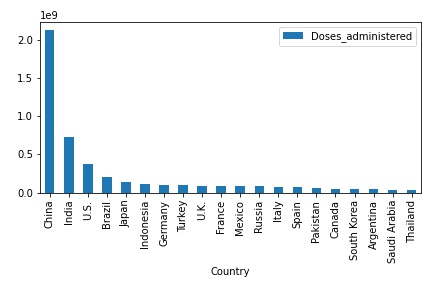 1e9
Doses_administered
2.0
1.5
1.0
0.5
0.0
China
India
U.S.
Brazil
Japan
Indonesia
Germany
Turkey
U.K.
France
Mexico
Russia
Italy
Spain
Pakistan
Canada
South Korea
Argentina
Saudi Arabia
Thailand
Country